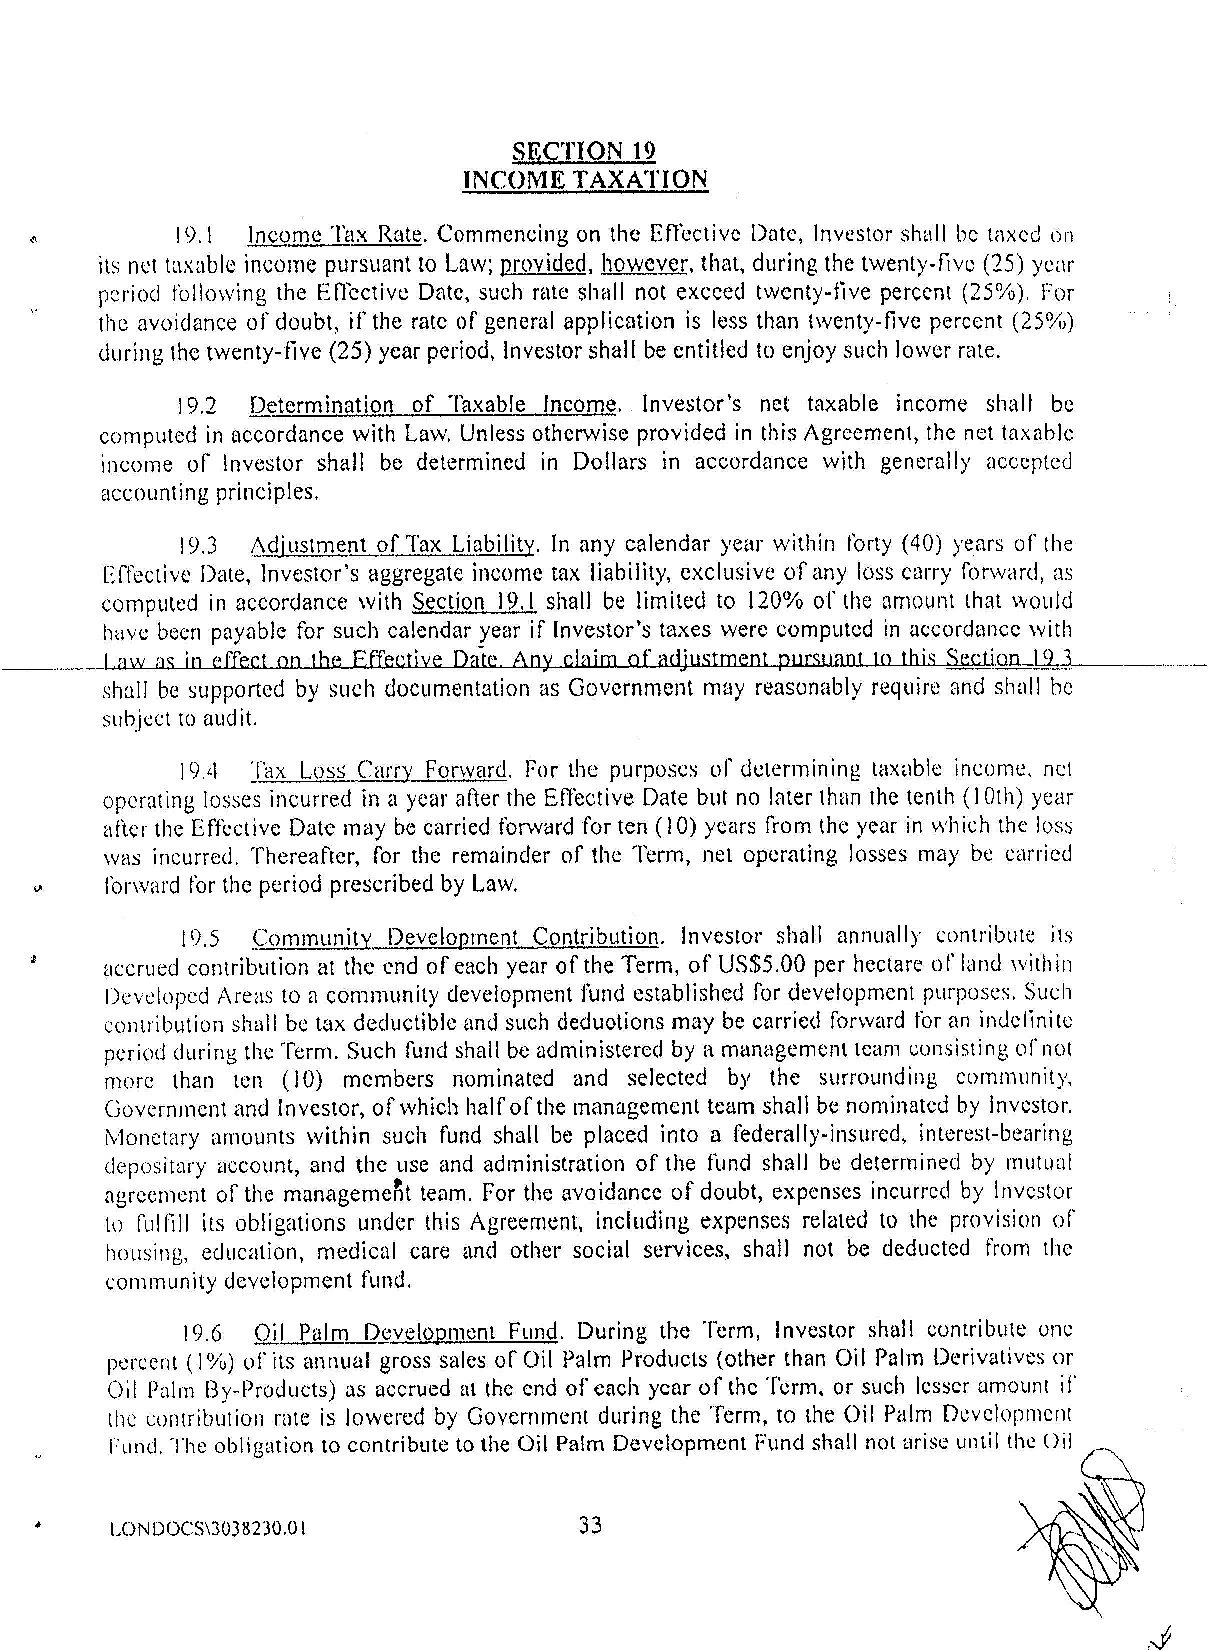 SECTION 19
INCOME TAXATION
19.1 Income Tax Rate. Commencing on the Effective Date, Investor shall be taxed on
its net taxable income pursuant to Law; provided, however, that, during the twenty-five (25) year
period following the Effective Date, such rate shall not exceed twenty-five percent (25%). For
the avoidance of doubt, if the rate of general application is less than twenty-five percent (25%)
during the twenty-five (25) year period, Investor shall be entitled to enjoy such lower rate.
19.2 Determination of Taxable Income. Investor's net taxable income shall be
computed in accordance with Law. Unless otherwise provided in this Agreement, the net taxable
income of Investor shall be determined in Dollars in accordance with generally accepted
accounting principles.
19.3 Adjustment of Tax Liability. In any calendar year within forty (40) years of the
Effective Date, Investor's aggregate income tax liability, exclusive of any loss carry forward, as
computed in accordance with Section 19.1 shall be limited to 120% of the amount that would
have been payable for such calendar year if Investor's taxes were computed in accordance with
Law as in effect on the Effective Date. Any claim of adjustment pursuant to this Section 19.3
shall be supported by such documentation as Government may reasonably require and shall be
subject to audit.
19.4 Tax Loss Carry Forward. For the purposes of determining taxable income, net
operating losses incurred in a year after the Effective Date but no later than the tenth (10th) year
after the Effective Date may be carried forward for ten (10) years from the year in which the loss
was incurred. Thereafter, for the remainder of the Term, net operating losses may be carried
forward for the period prescribed by Law.
19.5 Community Development Contribution. Investor shall annually contribute its
accrued contribution at the end of each year of the Term, of US$5.00 per hectare of land within
Developed Areas to a community development fund established for development purposes. Such
contribution shall be tax deductible and such deductions may be carried forward for an indefinite
period during the Term. Such fund shall be administered by a management team consisting of not
more than ten (10) members nominated and selected by the surrounding community,
Government and Investor, of which half of the management team shall be nominated by Investor.
Monetary amounts within such fund shall be placed into a federally-insured, interest-bearing
depositary account, and the use and administration of the fund shall be determined by mutual
agreement of the management team. For the avoidance of doubt, expenses incurred by Investor
to fulfill its obligations under this Agreement, including expenses related to the provision of
housing, education, medical care and other social services, shall not be deducted from the
community development fund.
19.6 Oil Palm Development Fund. During the Term, Investor shall contribute one
percent (1%) of its annual gross sales of Oil Palm Products (other than Oil Palm Derivatives or
Oil Palm By-Products) as accrued at the end of each year of the Term, or such lesser amount if
the contribution rate is lowered by Government during the Term, to the Oil Palm Development
Fund. The obligation to contribute to the Oil Palm Development Fund shall not arise until the Oil
LONDOCS\3038230.01 33